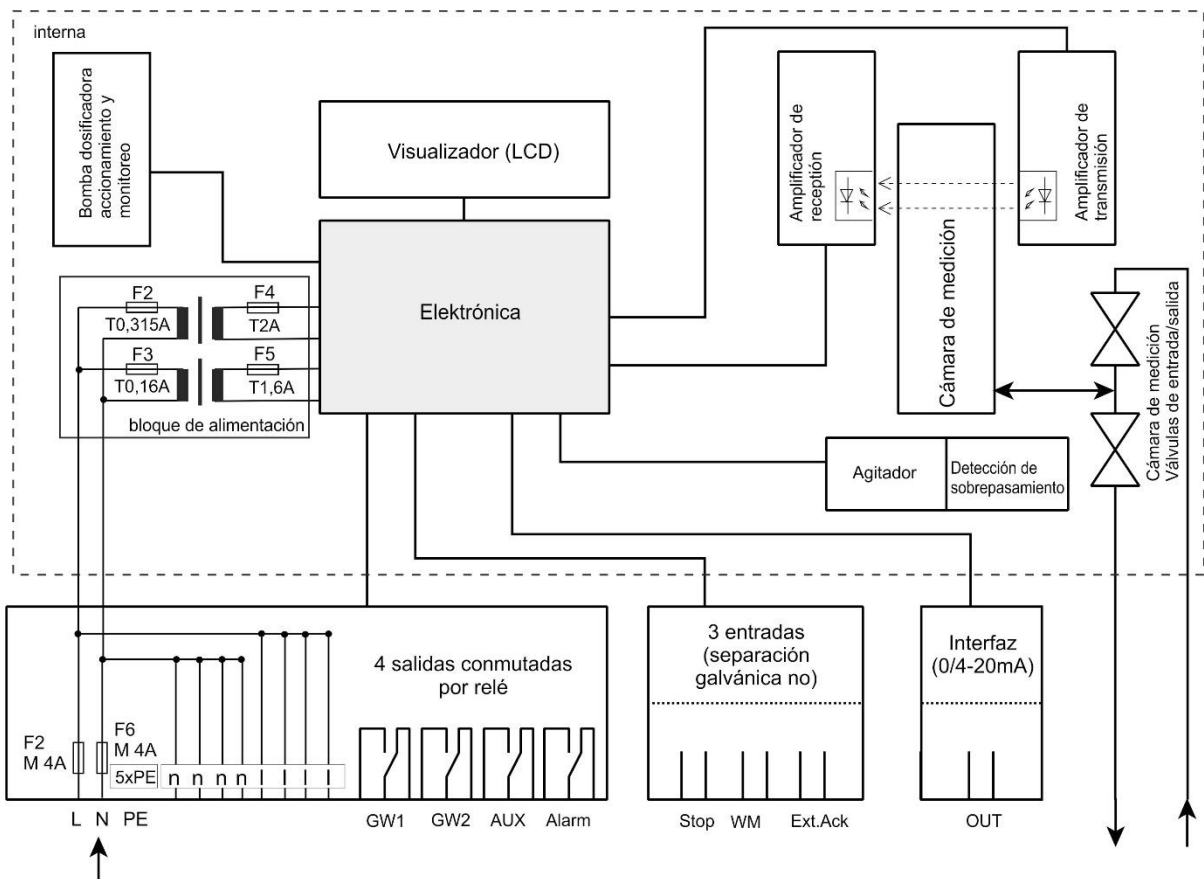 interna
Bomba dosificadora
accionamiento y
monitoreo
Visualizador (LCD)
Amplificador de
receptión
Cámara de medición
Amplificador de
transmisión
F2
T0,315A
F4
T2A
F3
T0,16A
F5
T1,6A
bloque de alimentación
Elektrónica
Cámara de medición
Válvulas de entrada/salida
Agitador
Detección de
sobrepasamiento
4 salidas conmutadas
por relé
F2
M 4A
F6
M 4A
5xPE
n n n n l l l l
L N PE
GW1 GW2 AUX Alarm
3 entradas
(separación
galvánica no)
Stop WM Ext.Ack
Interfaz
(0/4-20mA)
OUT